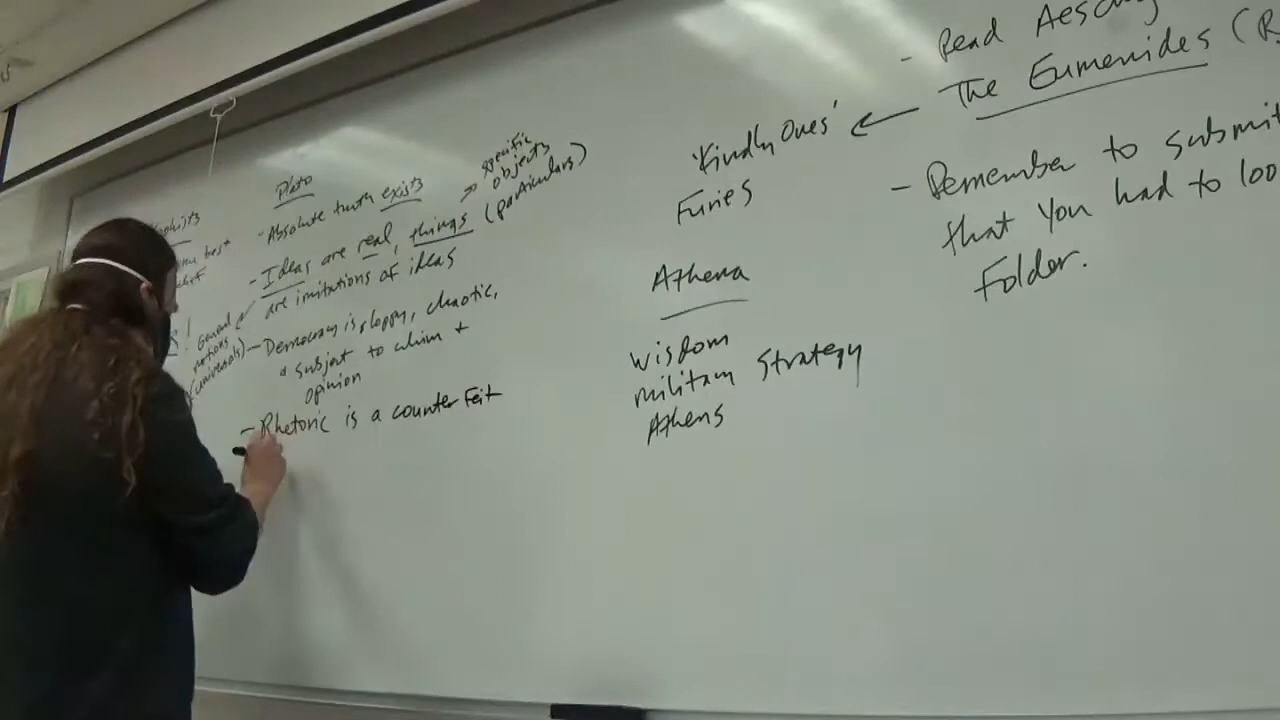 Plato
- Absolute truth exists
- Ideas are real, things (particulars)
specific
objects
are imitations of ideas
general
notions
(universals)
- Democracy is sloppy, chaotic,
subject to whim +
opinion
- Rhetoric is a counterfeit
'Kindly Ones'
Furies
Athena
wisdom
military strategy
Athens
- Read
The Eumenides
- Remember to submit
that you had to
Folder.